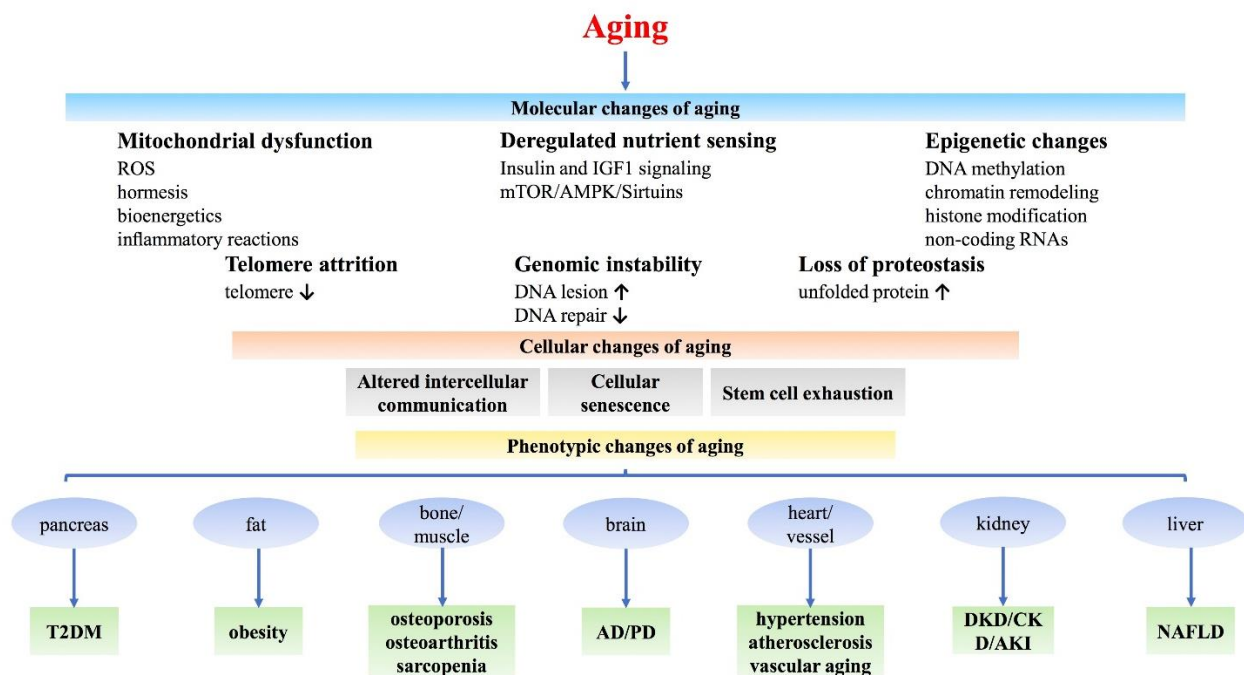 Aging
Molecular changes of aging
Mitochondrial dysfunction
ROS
hormesis
bioenergetics
inflammatory reactions
Deregulated nutrient sensing
Insulin and IGF1 signaling
mTOR/AMPK/Sirtuins
Epigenetic changes
DNA methylation
chromatin remodeling
histone modification
non-coding RNAs
Telomere attrition
telomere ↓
Genomic instability
DNA lesion ↑
DNA repair ↓
Loss of proteostasis
unfolded protein ↑
Cellular changes of aging
Altered intercellular
communication
Cellular
senescence
Stem cell exhaustion
Phenotypic changes of aging
pancreas
fat
bone/
muscle
brain
heart/
vessel
kidney
liver
T2DM
obesity
osteoporosis
osteoarthritis
sarcopenia
AD/PD
hypertension
atherosclerosis
vascular aging
DKD/CK
D/AKI
NAFLD